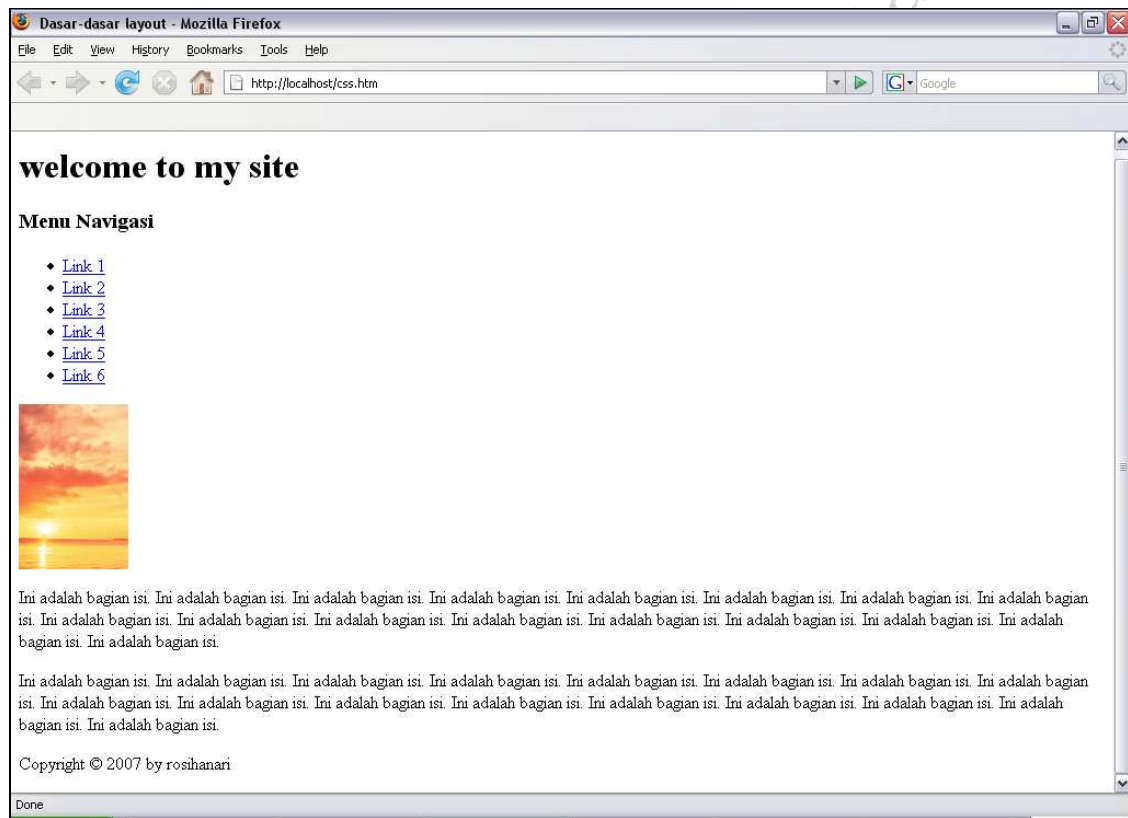 Dasar-dasar layout - Mozilla Firefox
File Edit View History Bookmarks Tools Help
http://localhost/css.htm
G Google
welcome to my site
Menu Navigasi
Link 1
Link 2
Link 3
Link 4
Link 5
Link 6
Ini adalah bagian isi. Ini adalah bagian isi. Ini adalah bagian isi. Ini adalah bagian isi. Ini adalah bagian isi. Ini adalah bagian isi. Ini adalah bagian isi. Ini adalah bagian
isi. Ini adalah bagian isi. Ini adalah bagian isi. Ini adalah bagian isi. Ini adalah bagian isi. Ini adalah bagian isi. Ini adalah bagian isi. Ini adalah bagian isi. Ini adalah
bagian isi. Ini adalah bagian isi.
Ini adalah bagian isi. Ini adalah bagian isi. Ini adalah bagian isi. Ini adalah bagian isi. Ini adalah bagian isi. Ini adalah bagian isi. Ini adalah bagian isi. Ini adalah bagian
isi. Ini adalah bagian isi. Ini adalah bagian isi. Ini adalah bagian isi. Ini adalah bagian isi. Ini adalah bagian isi. Ini adalah bagian isi. Ini adalah bagian isi. Ini adalah
bagian isi. Ini adalah bagian isi.
Copyright © 2007 by rosihanari
Done